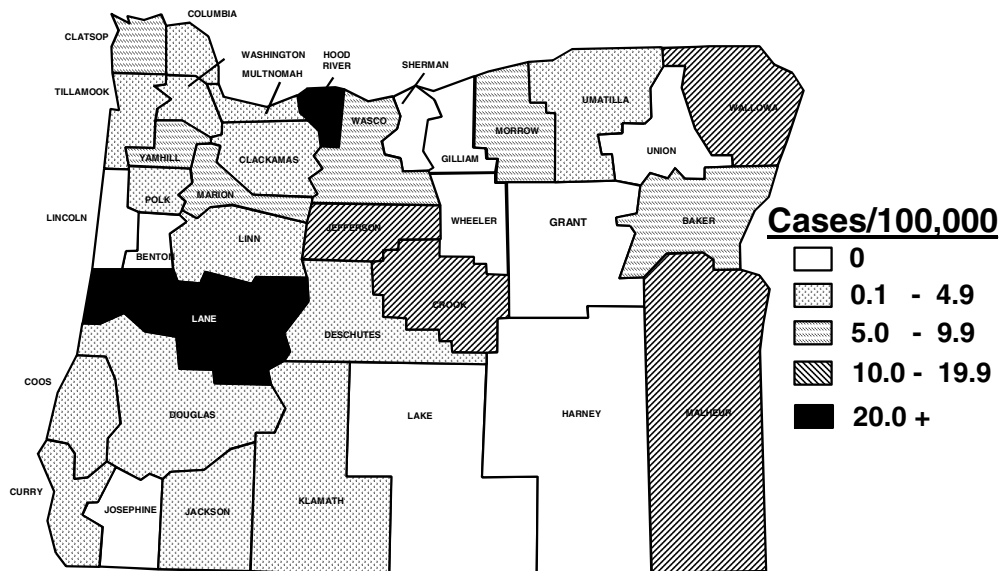 COLUMBIA
CLATSOP
WASHINGTON
HOOD
RIVER
SHERMAN
MULTNOMAH
TILLAMOOK
UMATILLA
WALLOWA
WASCO
MORROW
YAMHILL
CLACKAMAS
GILLIAM
UNION
POLK
MARION
LINCOLN
JEFFERSON
WHEELER
GRANT
BAKER
LINN
BENTON
Cases/100,000
0
0.1 - 4.9
5.0 - 9.9
10.0 - 19.9
20.0 +
LANE
DESCHUTES
CROOK
COOS
DOUGLAS
LAKE
HARNEY
MALHEUR
CURRY
JOSEPHINE
JACKSON
KLAMATH